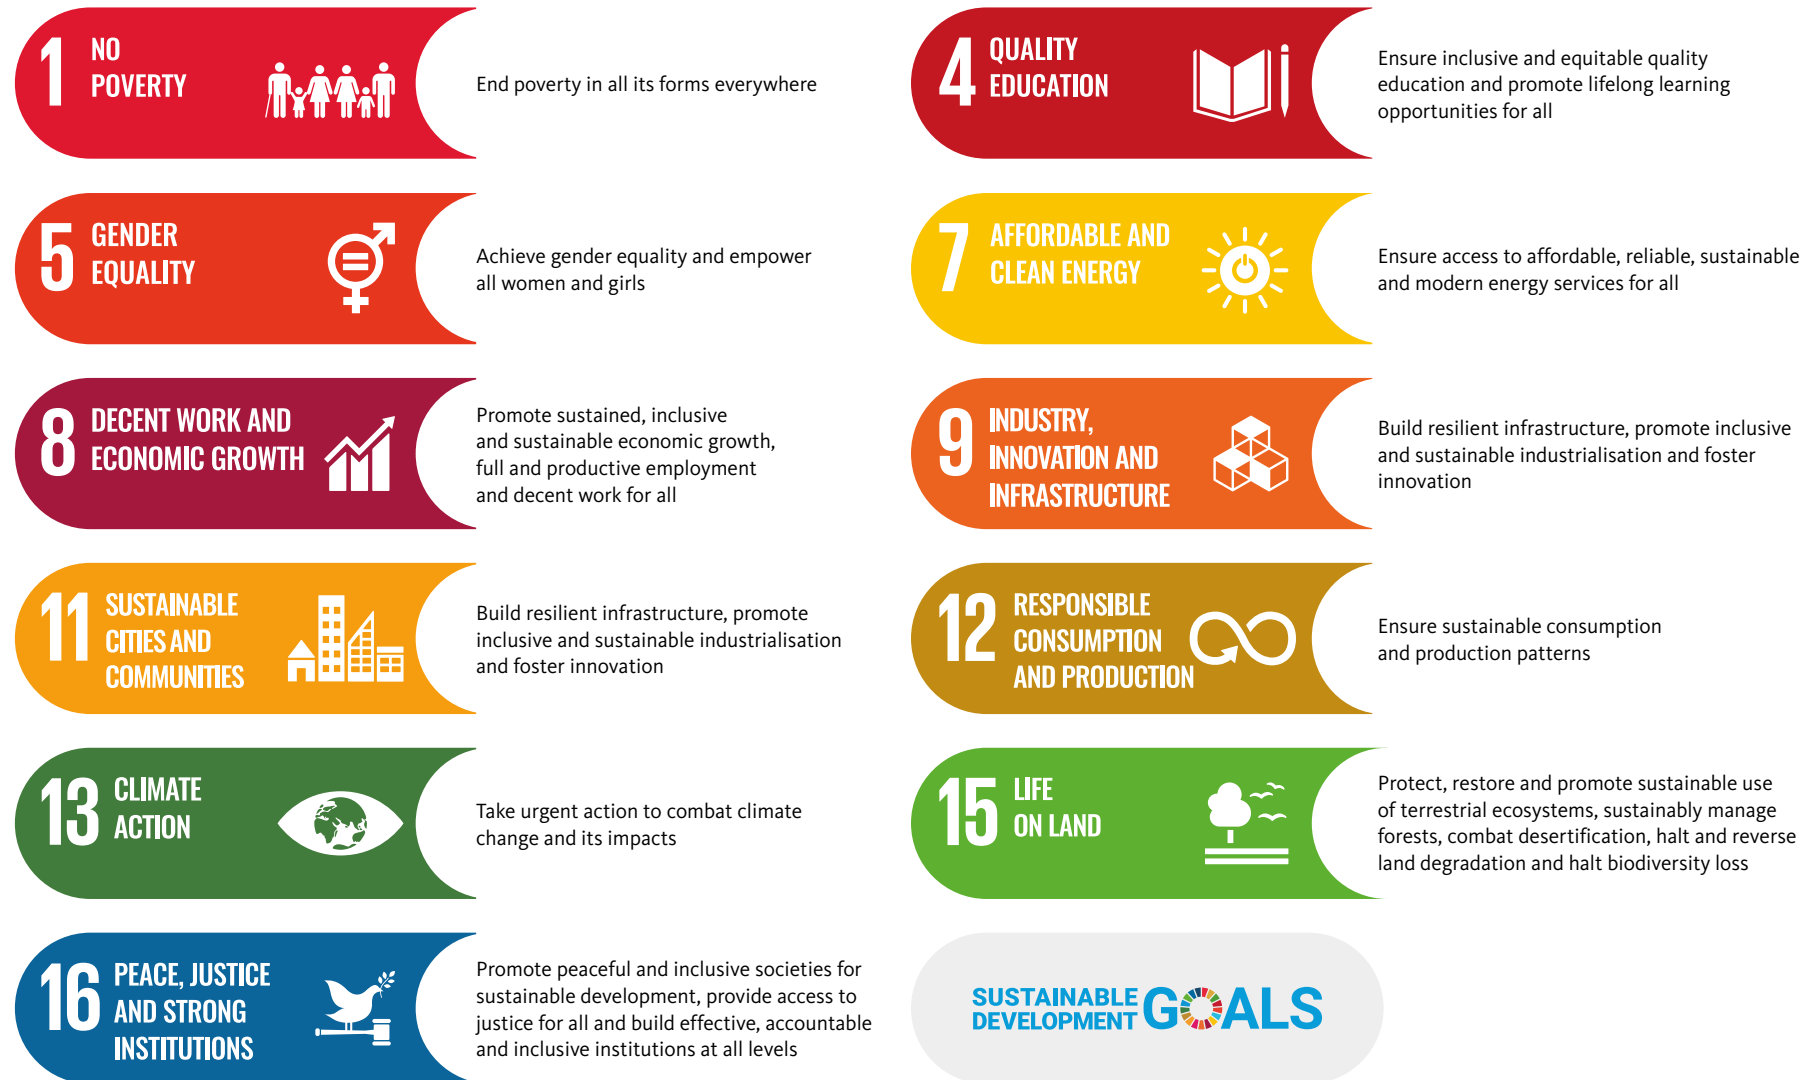 1 NO
POVERTY
End poverty in all its forms everywhere
4 QUALITY
EDUCATION
Ensure inclusive and equitable quality
education and promote lifelong learning
opportunities for all
5 GENDER
EQUALITY
Achieve gender equality and empower
all women and girls
7 AFFORDABLE AND
CLEAN ENERGY
Ensure access to affordable, reliable, sustainable
and modern energy services for all
8 DECENT WORK AND
ECONOMIC GROWTH
Promote sustained, inclusive
and sustainable economic growth,
full and productive employment
and decent work for all
9 INDUSTRY,
INNOVATION AND
INFRASTRUCTURE
Build resilient infrastructure, promote inclusive
and sustainable industrialisation and foster
innovation
11 SUSTAINABLE
CITIES AND
COMMUNITIES
Build resilient infrastructure, promote
inclusive and sustainable industrialisation
and foster innovation
12 RESPONSIBLE
CONSUMPTION
AND PRODUCTION
Ensure sustainable consumption
and production patterns
13 CLIMATE
ACTION
Take urgent action to combat climate
change and its impacts
15 LIFE
ON LAND
Protect, restore and promote sustainable use
of terrestrial ecosystems, sustainably manage
forests, combat desertification, halt and reverse
land degradation and halt biodiversity loss
16 PEACE, JUSTICE
AND STRONG
INSTITUTIONS
Promote peaceful and inclusive societies for
sustainable development, provide access to
justice for all and build effective, accountable
and inclusive institutions at all levels
SUSTAINABLE
DEVELOPMENT GOALS